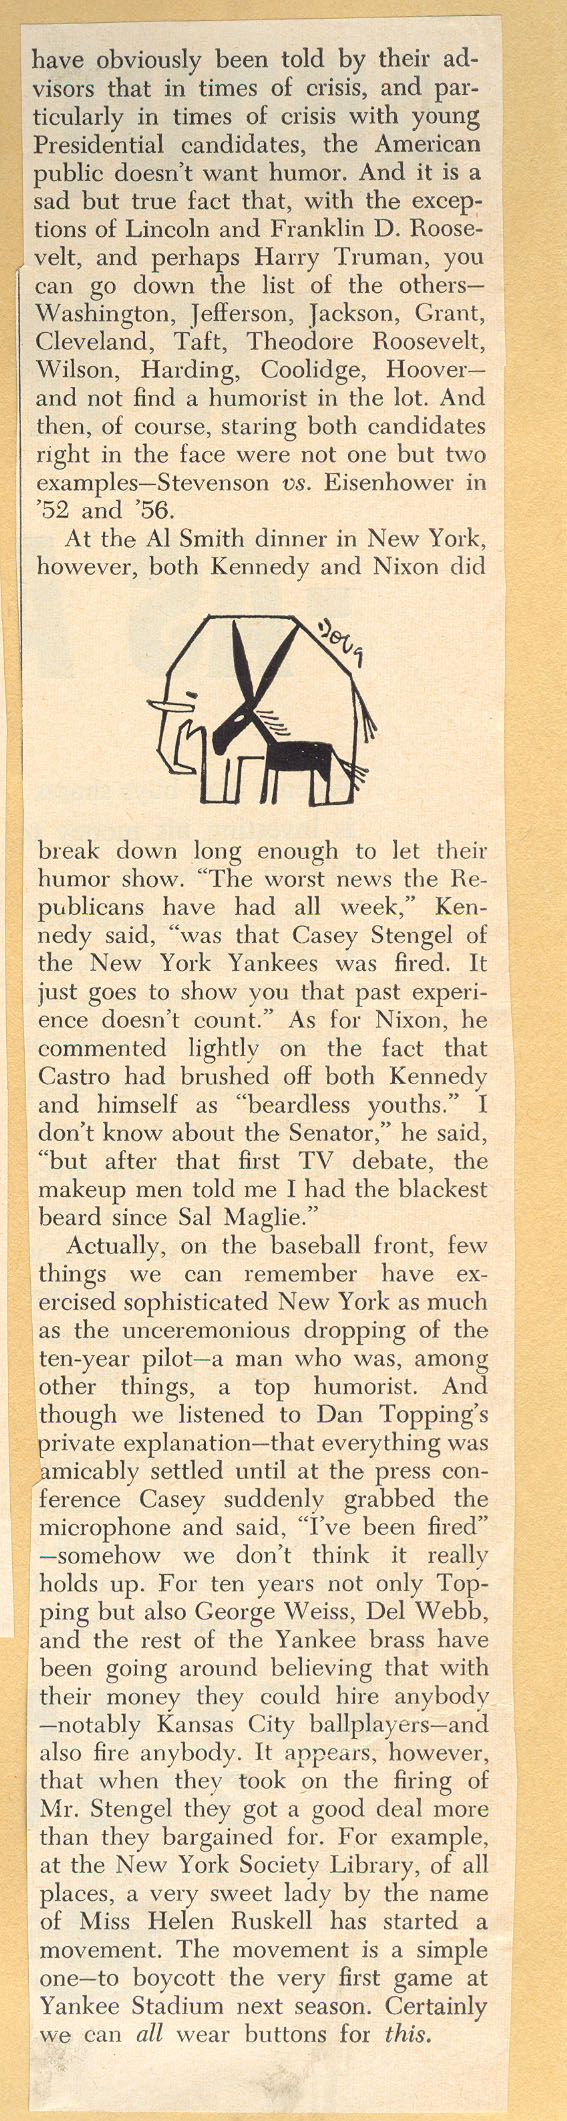 have obviously been told by their ad-
visors that in times of crisis, and par-
ticularly in times of crisis with young
Presidential candidates, the American
public doesn't want humor. And it is a
sad but true fact that, with the excep-
tions of Lincoln and Franklin D. Roose-
velt, and perhaps Harry Truman, you
can go down the list of the others—
Washington, Jefferson, Jackson, Grant,
Cleveland, Taft, Theodore Roosevelt,
Wilson, Harding, Coolidge, Hoover—
and not find a humorist in the lot. And
then, of course, staring both candidates
right in the face were not one but two
examples—Stevenson vs. Eisenhower in
'52 and '56.
At the Al Smith dinner in New York,
however, both Kennedy and Nixon did
break down long enough to let their
humor show. “The worst news the Re-
publicans have had all week,” Ken-
nedy said, “was that Casey Stengel of
the New York Yankees was fired. It
just goes to show you that past experi-
ence doesn't count.” As for Nixon, he
commented lightly on the fact that
Castro had brushed off both Kennedy
and himself as “beardless youths.” I
don't know about the Senator,” he said,
“but after that first TV debate, the
makeup men told me I had the blackest
beard since Sal Maglie.”
Actually, on the baseball front, few
things we can remember have ex-
ercised sophisticated New York as much
as the unceremonious dropping of the
ten-year pilot—a man who was, among
other things, a top humorist. And
though we listened to Dan Topping's
private explanation—that everything was
amicably settled until at the press con-
ference Casey suddenly grabbed the
microphone and said, “I've been fired”
—somehow we don't think it really
holds up. For ten years not only Top-
ping but also George Weiss, Del Webb,
and the rest of the Yankee brass have
been going around believing that with
their money they could hire anybody
—notably Kansas City ballplayers—and
also fire anybody. It appears, however,
that when they took on the firing of
Mr. Stengel they got a good deal more
than they bargained for. For example,
at the New York Society Library, of all
places, a very sweet lady by the name
of Miss Helen Ruskell has started a
movement. The movement is a simple
one—to boycott the very first game at
Yankee Stadium next season. Certainly
we can all wear buttons for this.